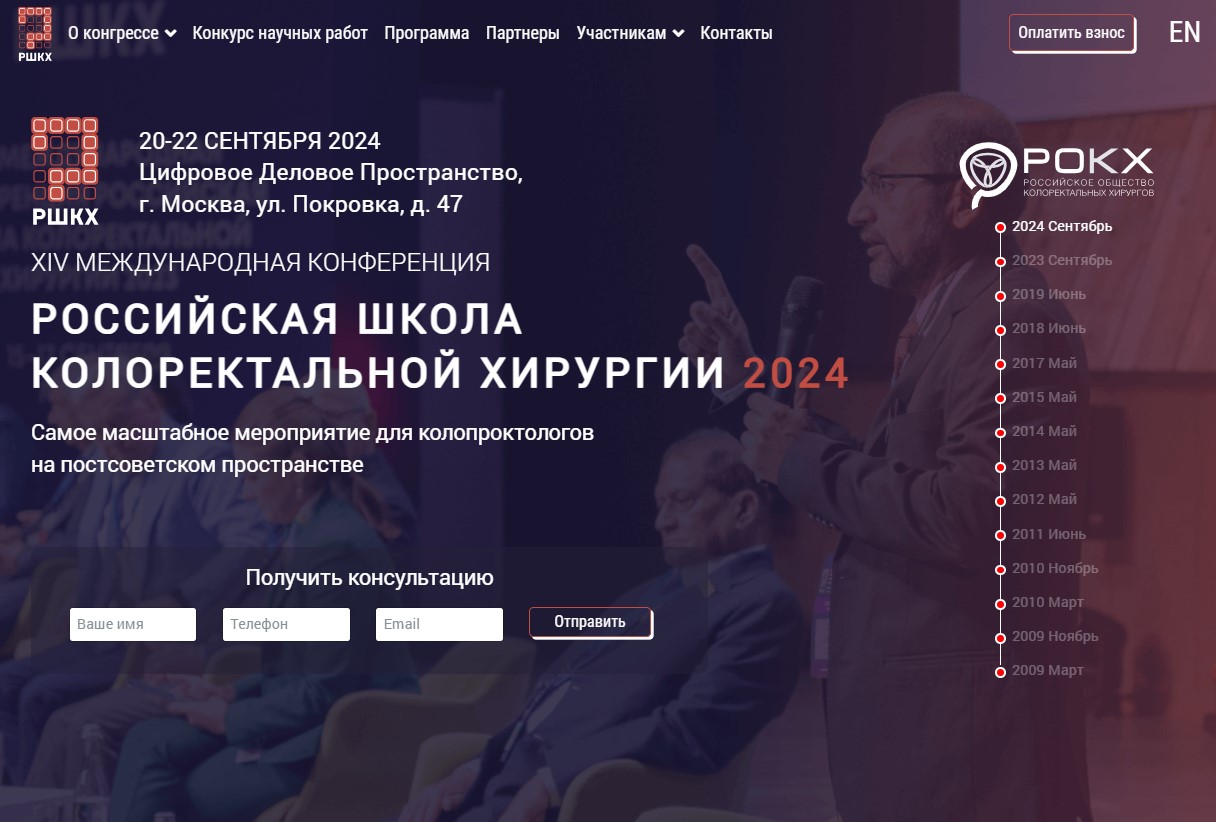 О конгрессе
Конкурс научных работ
Программа
Партнеры
Участникам
Контакты
Оплатить взнос
EN
РШКХ
РШКХ
20-22 СЕНТЯБРЯ 2024
Цифровое Деловое Пространство,
г. Москва, ул. Покровка, д. 47
XIV МЕЖДУНАРОДНАЯ КОНФЕРЕНЦИЯ
РОССИЙСКАЯ ШКОЛА
КОЛОРЕКТАЛЬНОЙ ХИРУРГИИ 2024
Самое масштабное мероприятие для колопроктологов
на постсоветском пространстве
Получить консультацию
Ваше имя
Телефон
Email
Отправить
РОКХ
РОССИЙСКОЕ ОБЩЕСТВО
КОЛОРЕКТАЛЬНЫХ ХИРУРГОВ
2024 Сентябрь
2023 Сентябрь
2019 Июнь
2018 Июнь
2017 Май
2015 Май
2014 Май
2013 Май
2012 Май
2011 Июнь
2010 Ноябрь
2010 Март
2009 Ноябрь
2009 Март